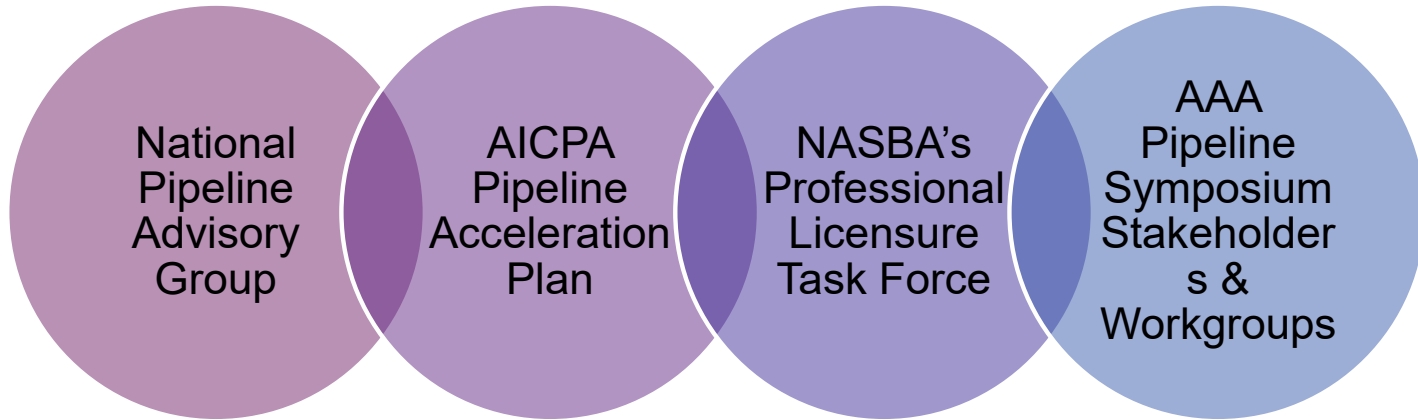 National
Pipeline
Advisory
Group
AICPA
Pipeline
Acceleration
Plan
NASBA’s
Professional
Licensure
Task Force
AAA
Pipeline
Symposium
Stakeholder
s &
Workgroups